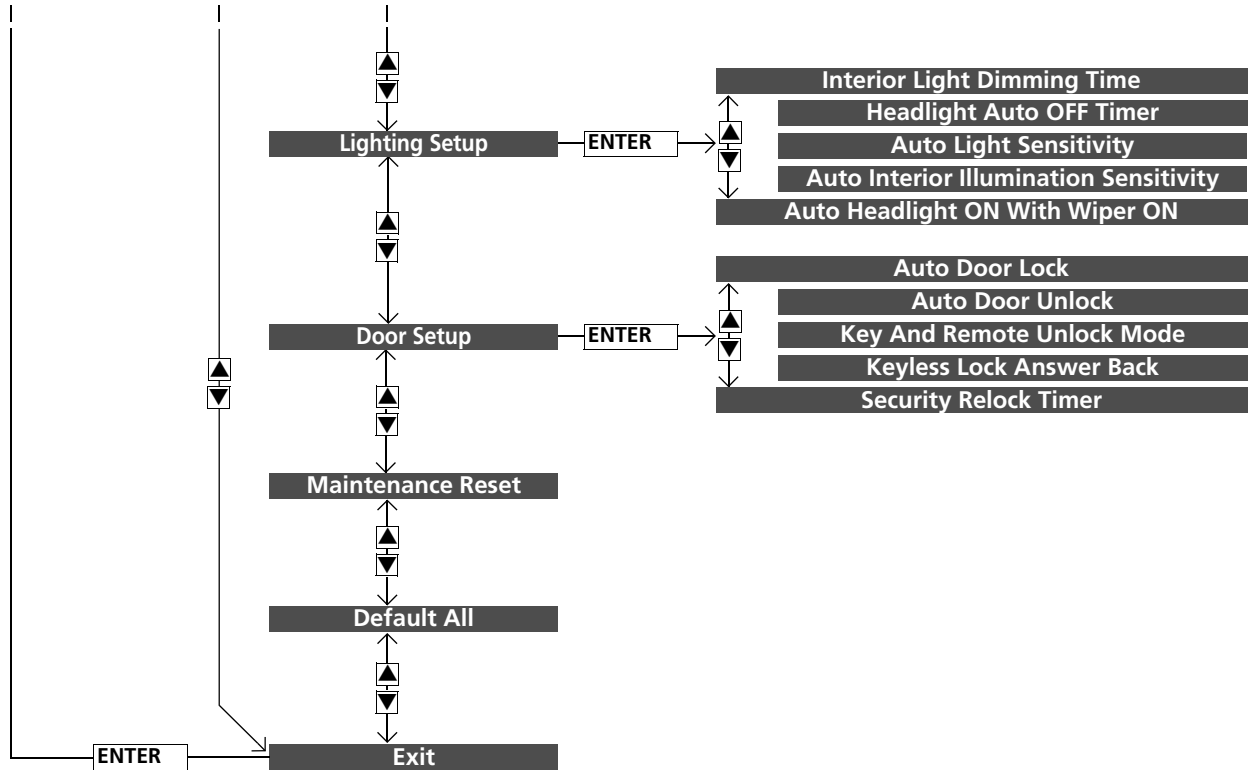 Interior Light Dimming Time
Headlight Auto OFF Timer
Lighting Setup
ENTER
Auto Light Sensitivity
Auto Interior Illumination Sensitivity
Auto Headlight ON With Wiper ON
Auto Door Lock
Auto Door Unlock
Door Setup
ENTER
Key And Remote Unlock Mode
Keyless Lock Answer Back
Security Relock Timer
Maintenance Reset
Default All
ENTER
Exit